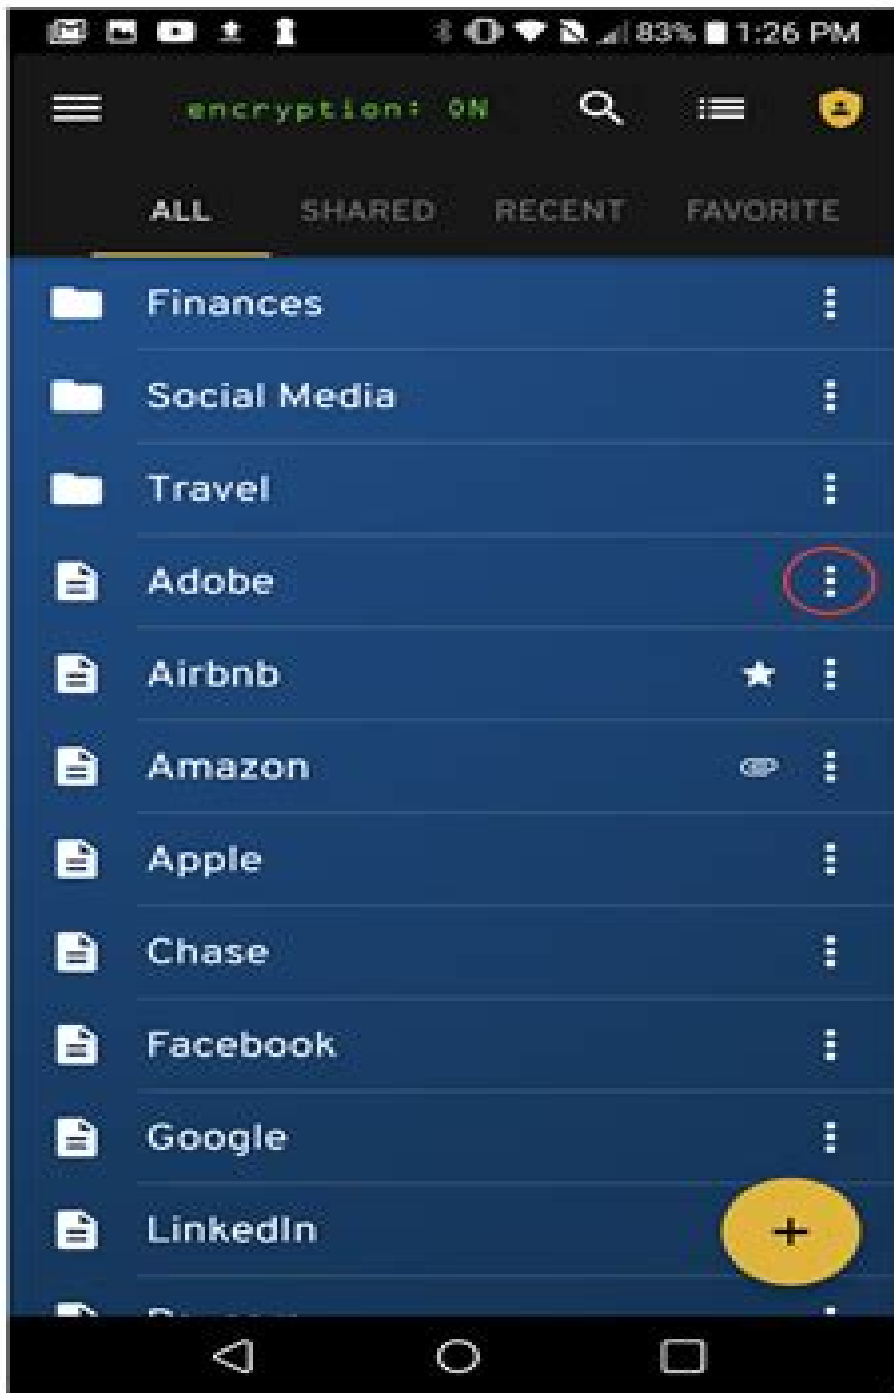 83% 1:26 PM
encryption: ON
ALL SHARED RECENT FAVORITE
Finances
Social Media
Travel
Adobe
Airbnb
Amazon
Apple
Chase
Facebook
Google
LinkedIn